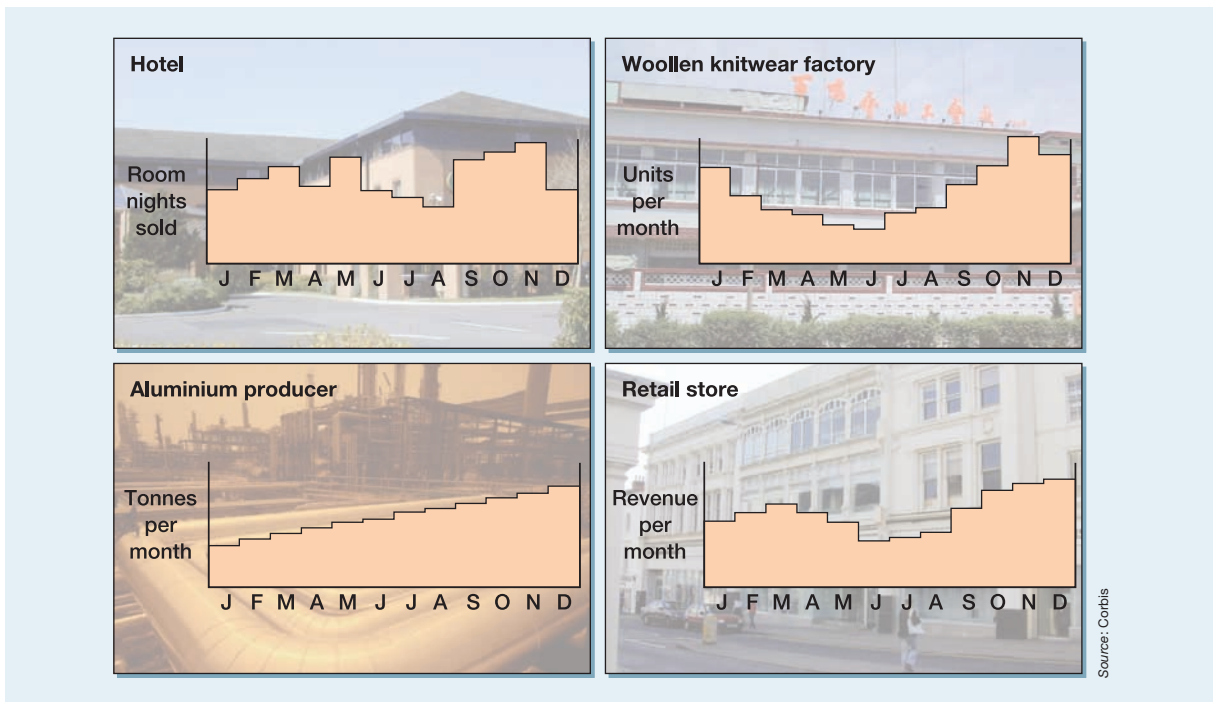 Hotel
Room
nights
sold
J F M A M J J A S O N D
Woollen knitwear factory
Units
per
month
J F M A M J J A S O N D
Aluminium producer
Tonnes
per
month
J F M A M J J A S O N D
Retail store
Revenue
per
month
J F M A M J J A S O N D
Source: Corbis